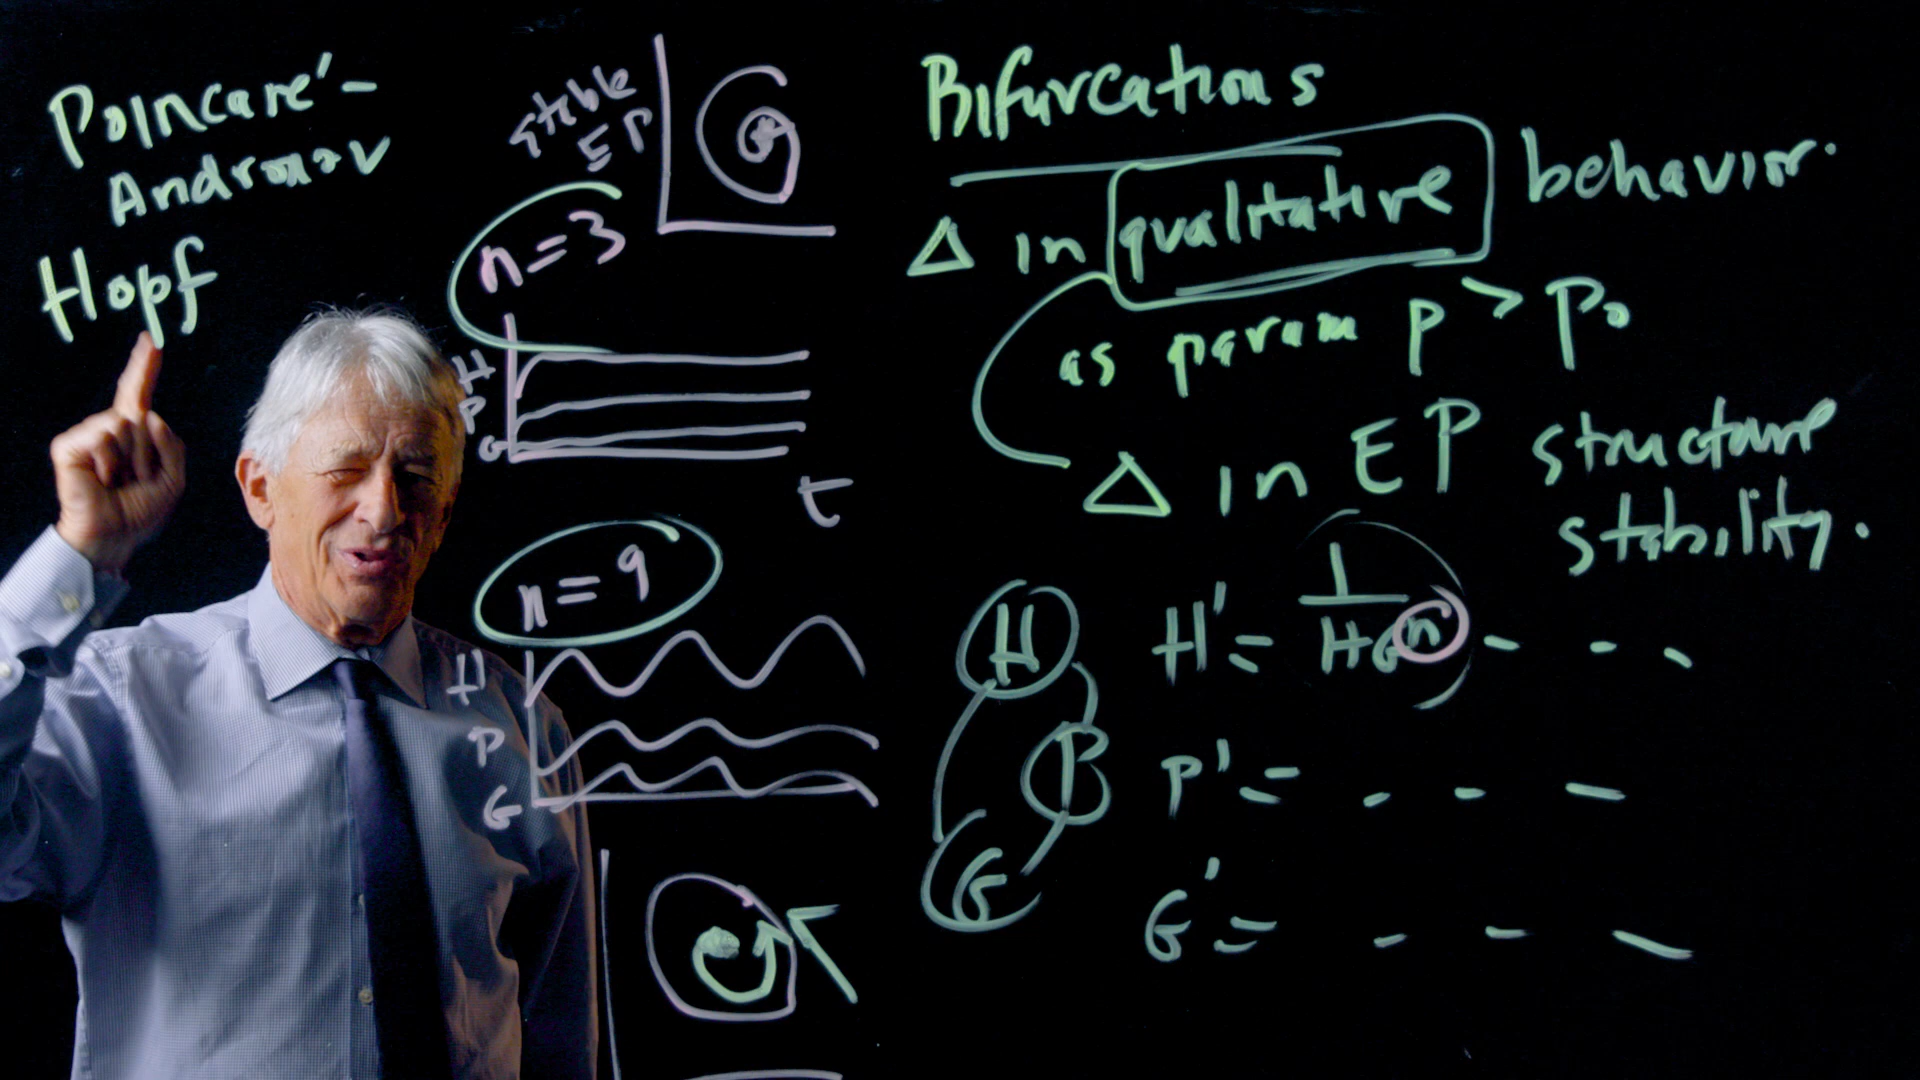 Poincare'-
Andronov
Hopf
stable
EP
n=3
H
P
G
t
n=9
H
P
G
Bifurcations
Δ in qualitative behavior.
as param p > p₀
Δ in EP structure
stability.
H
P
G
H' = 1
- - -
P' = - - -
G' = - - -